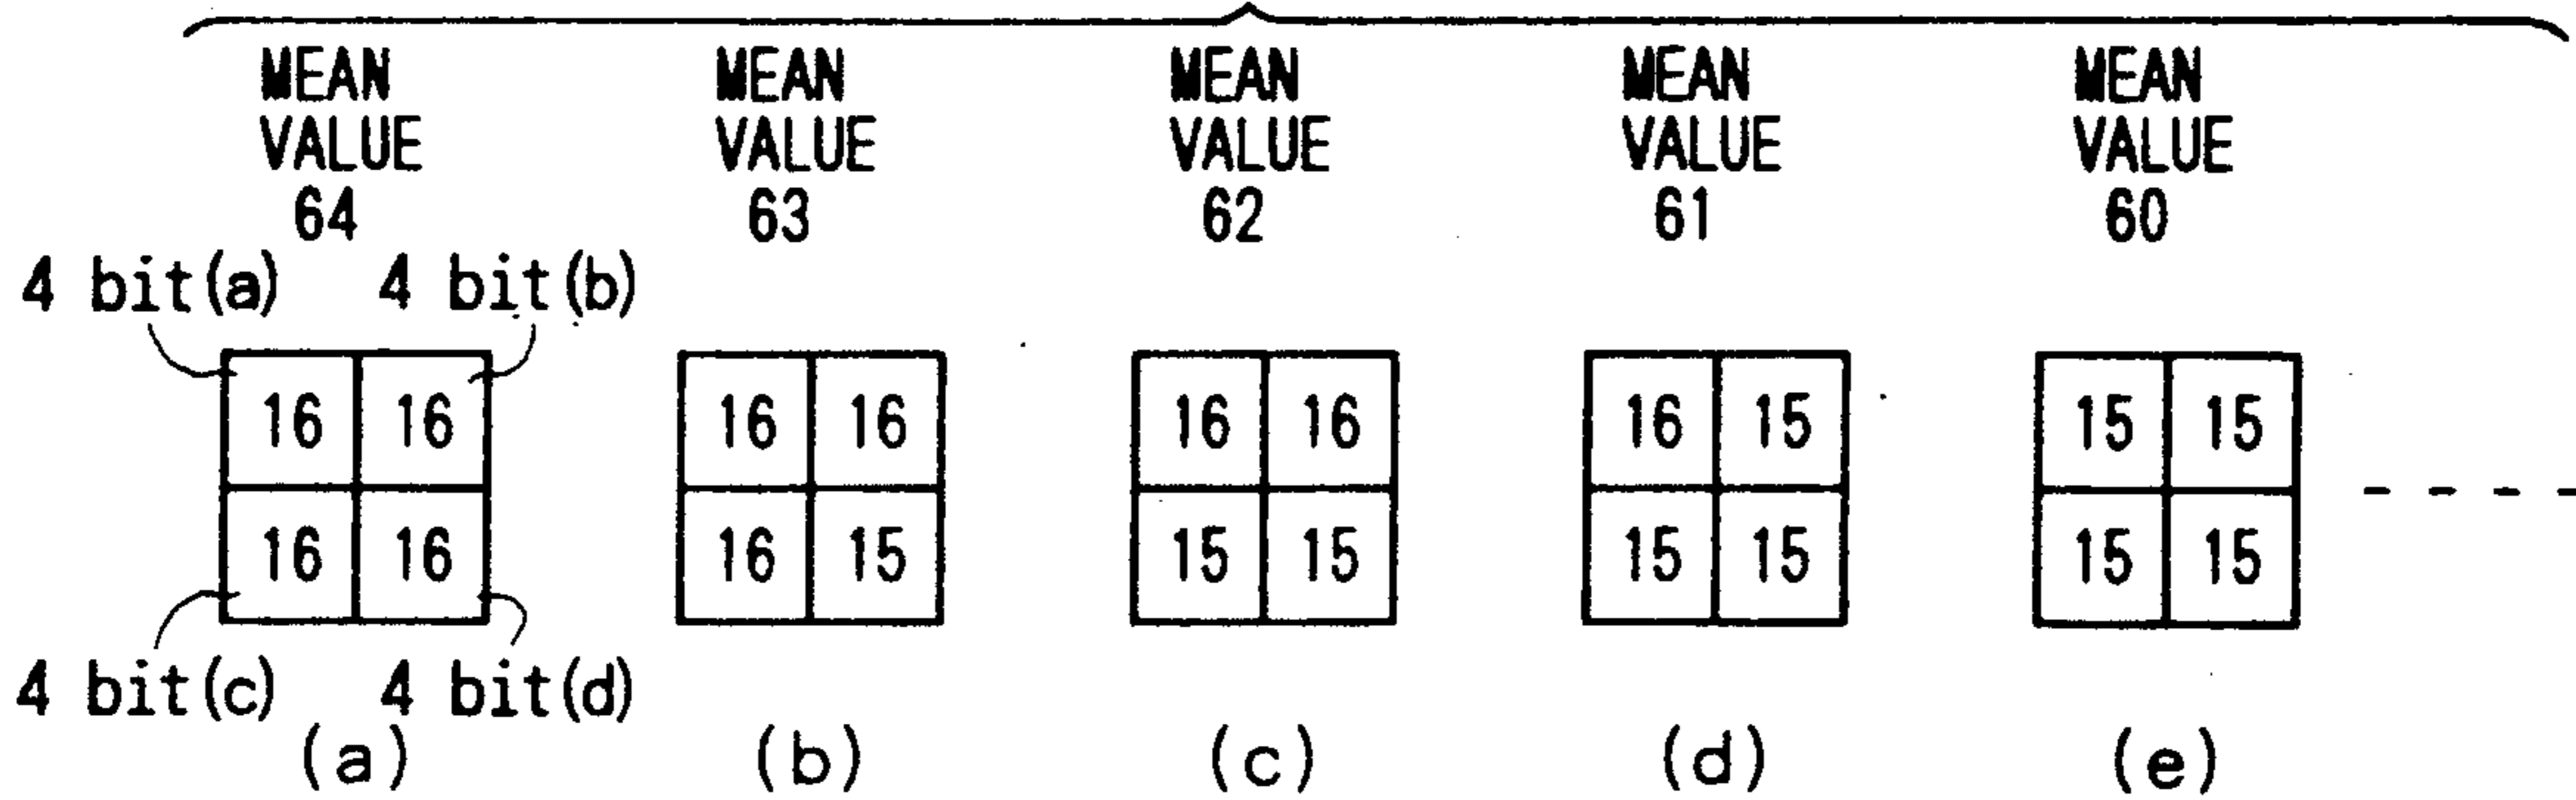 MEAN MEAN MEAN MEAN MEAN
VALUE VALUE VALUE VALUE VALUE
64 63 62 61 60
4 bit(a) 4 bit(b)
16 16 16 16 16 16 16 15 15 15
16 16 16 15 15 15 15 15 15 15
4 bit(c) 4 bit(d)
(a) (b) (c) (d) (e)